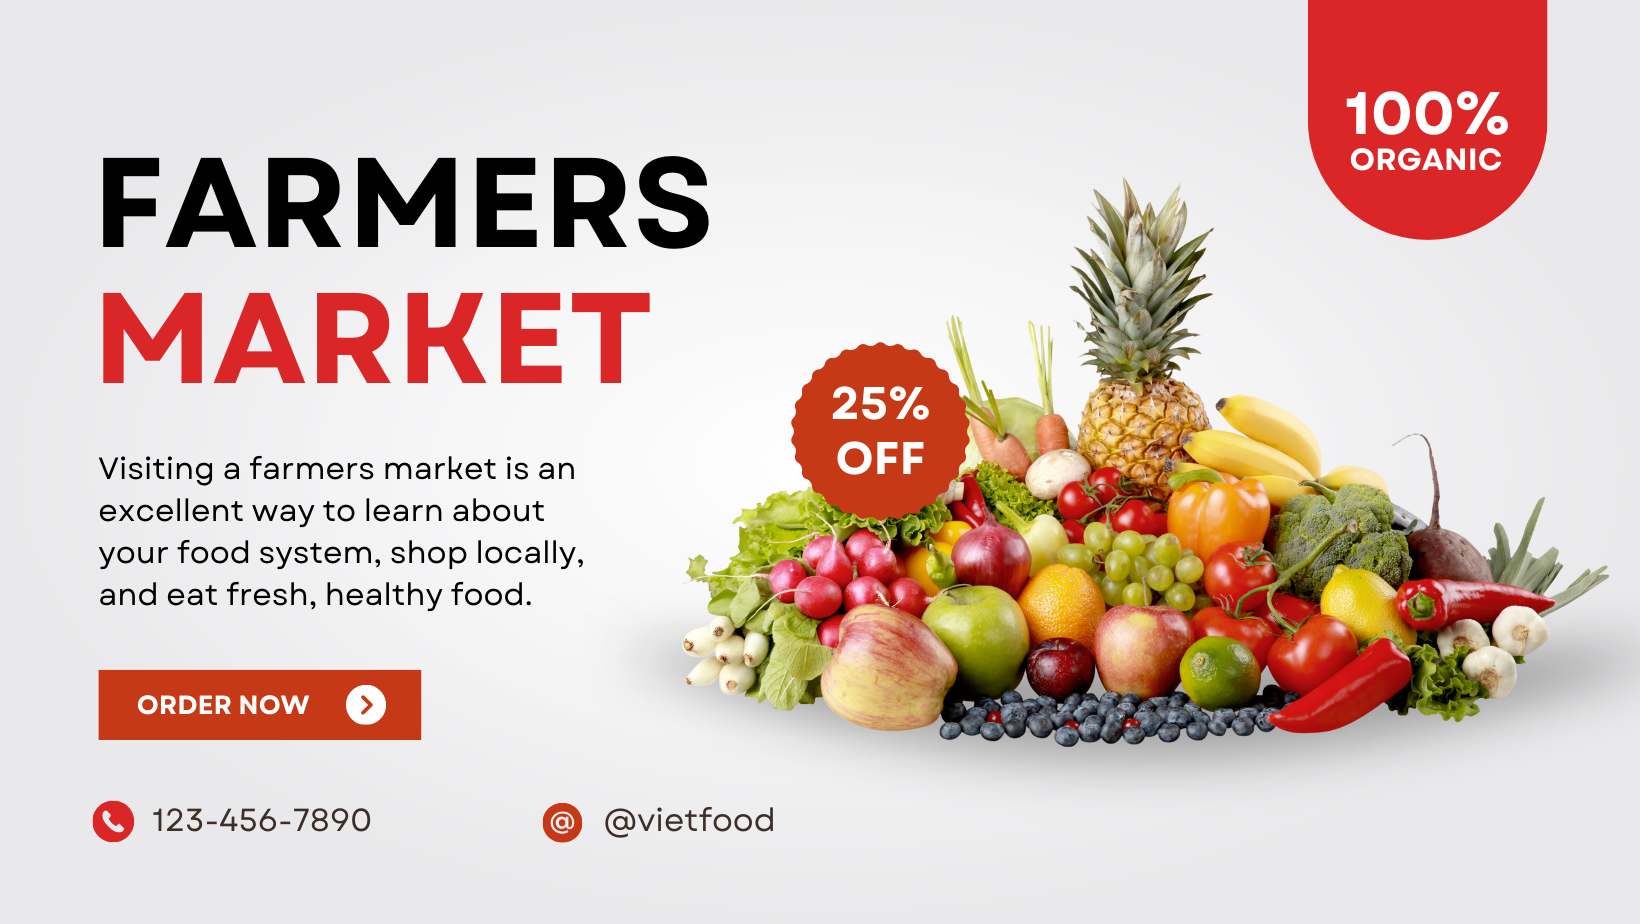 100%
ORGANIC
FARMERS
MARKET
25%
OFF
Visiting a farmers market is an
excellent way to learn about
your food system, shop locally,
and eat fresh, healthy food.
ORDER NOW
123-456-7890
@vietfood